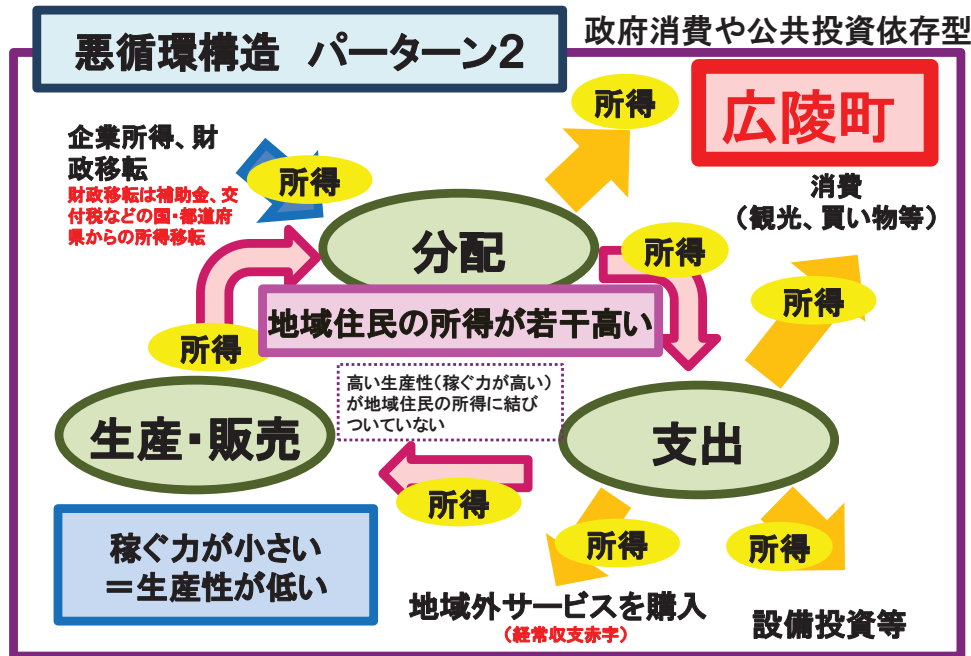 政府消費や公共投資依存型
悪循環構造 パーターン2
広陵町
所得
企業所得、財
政移転
財政移転は補助金、交
付税などの国・都道府
県からの所得移転
所得
消費
（観光、買い物等）
分配
所得
所得
地域住民の所得が若干高い
所得
高い生産性（稼ぐ力が高い）
が地域住民の所得に結び
ついていない
生産・販売
支出
所得
稼ぐ力が小さい
＝生産性が低い
所得
所得
地域外サービスを購入
（経常収支赤字）
設備投資等